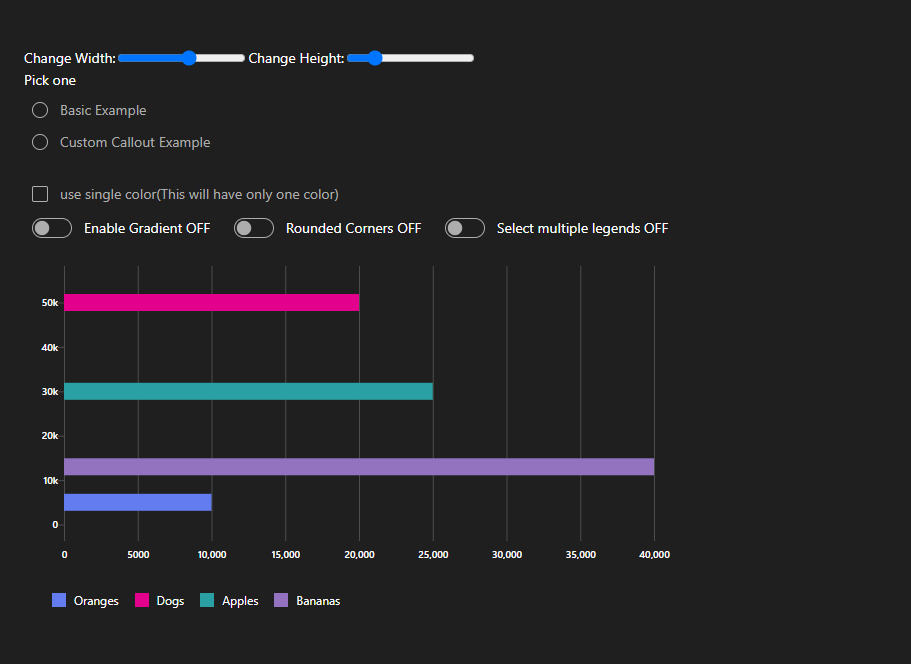 Change Width: Change Height:
Pick one
Basic Example
Custom Callout Example
use single color(This will have only one color)
Enable Gradient OFF Rounded Corners OFF Select multiple legends OFF
50k
40k
30k
20k
10k
0
0 5000 10,000 15,000 20,000 25,000 30,000 35,000 40,000
Oranges Dogs Apples Bananas